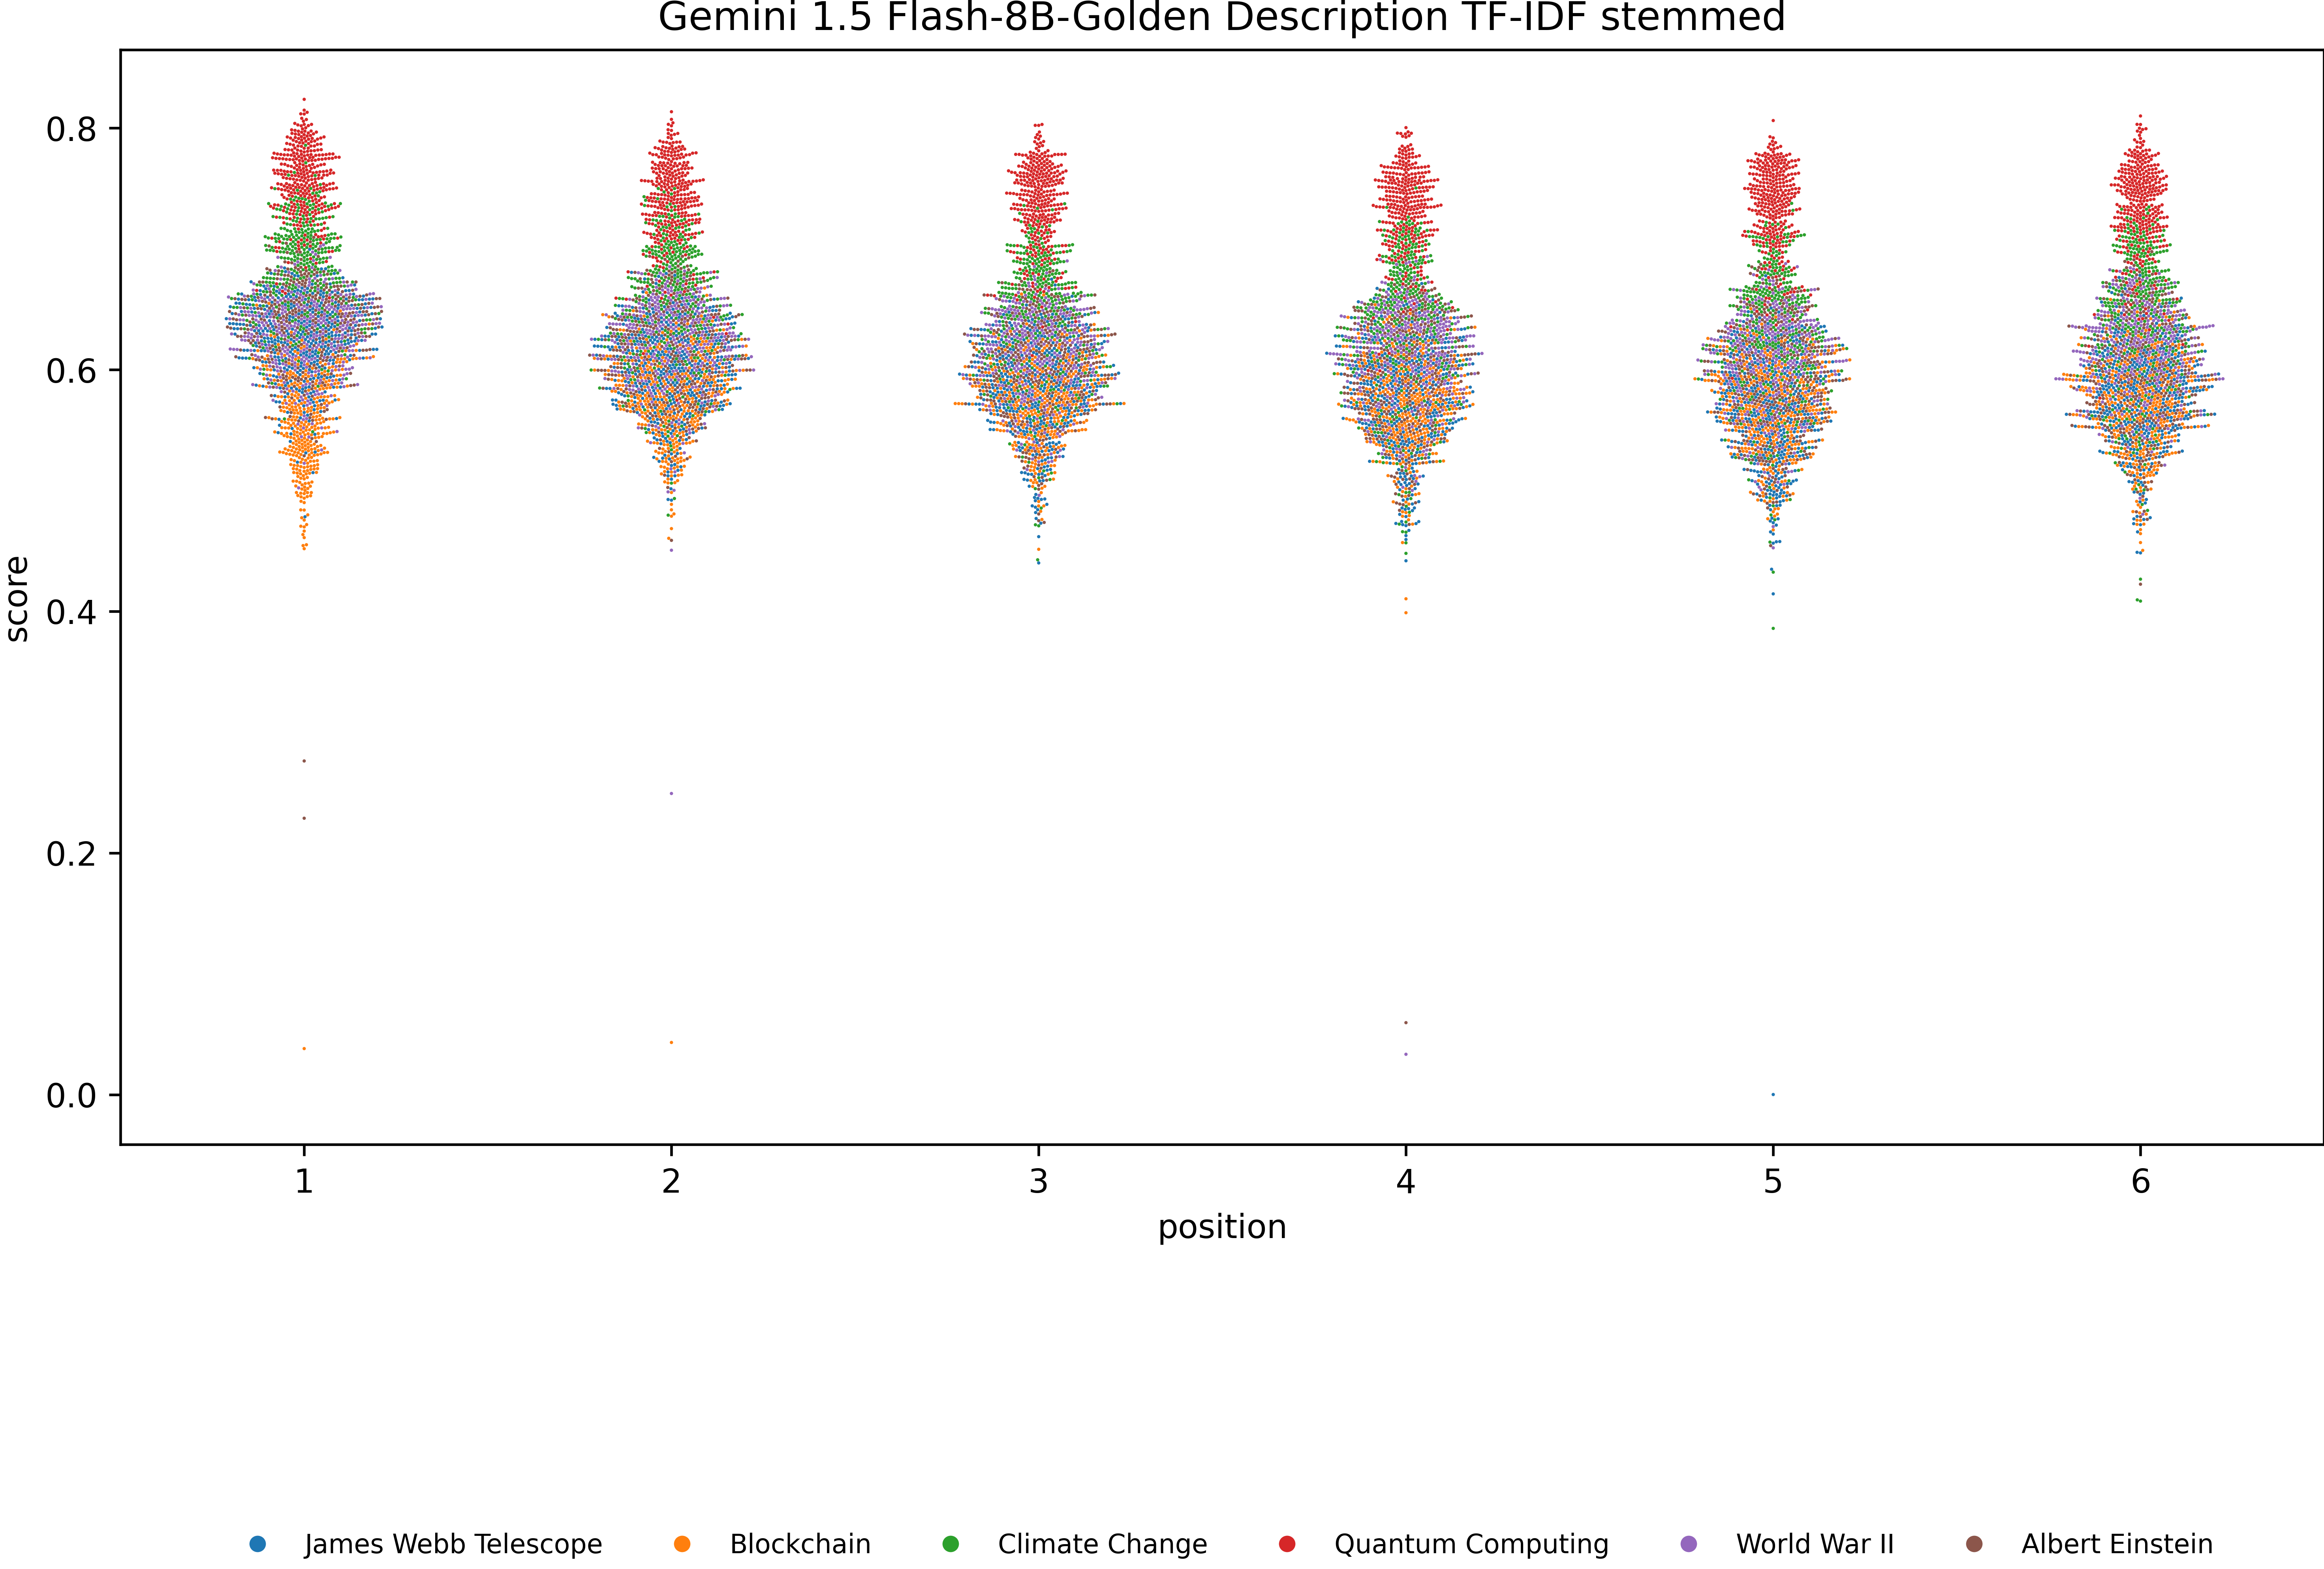 Gemini 1.5 Flash-8B-Golden Description TF-IDF stemmed
0.8
0.6
0.4
0.2
0.0
score
1 2 3 4 5 6
position
James Webb Telescope Blockchain Climate Change Quantum Computing World War II Albert Einstein